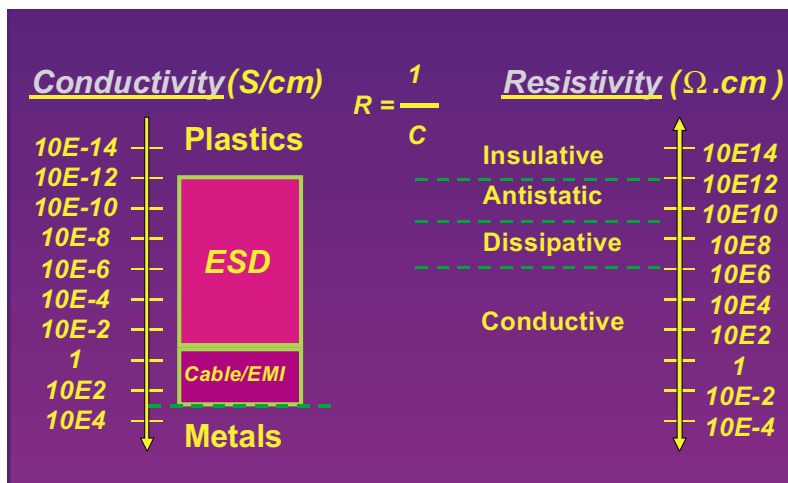 Conductivity (S/cm)
R = 1
C
Resistivity (Ω.cm )
Plastics
10E-14
10E-12
10E-10
10E-8
10E-6
10E-4
10E-2
1
10E2
10E4
ESD
Cable/EMI
Metals
Insulative
Antistatic
Dissipative
Conductive
10E14
10E12
10E10
10E8
10E6
10E4
10E2
1
10E-2
10E-4